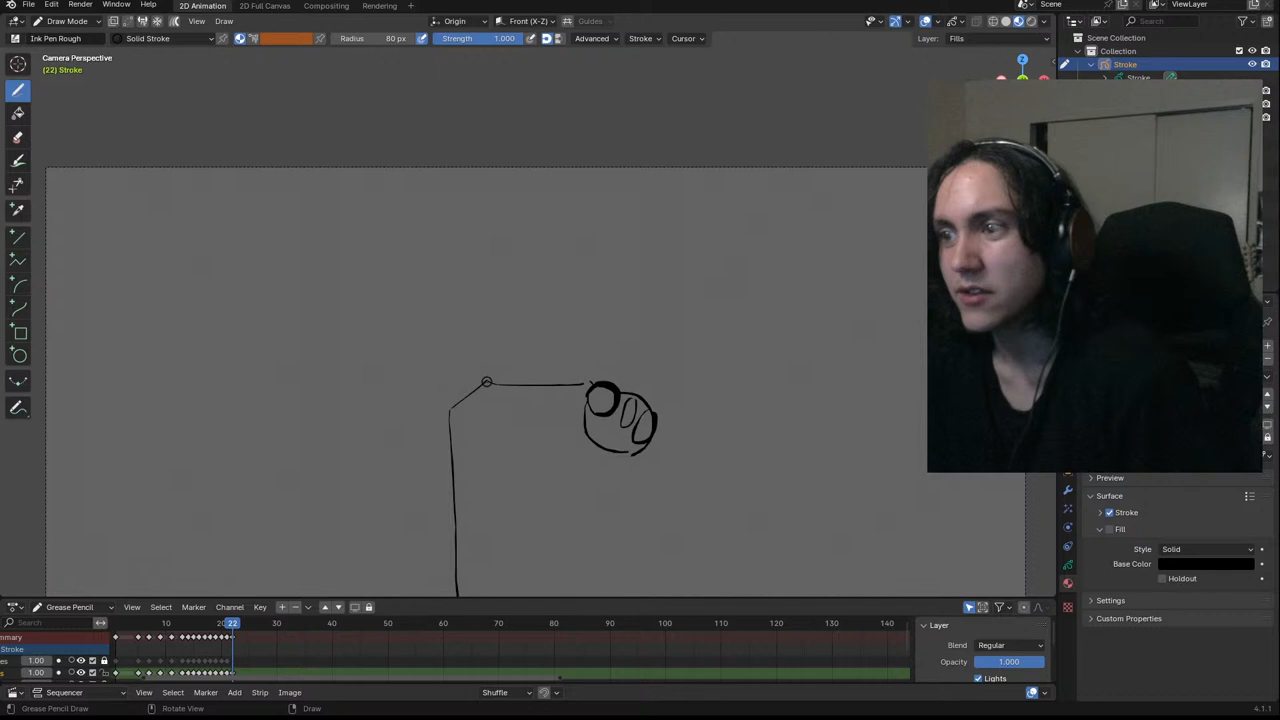 File Edit Render Window Help 2D Animation 2D Full Canvas Compositing Rendering Scene ViewLayer
Draw Mode View Draw Origin Front (X-Z) Guides
Ink Pen Rough Solid Stroke Radius 80 px Strength 1.000 Advanced Stroke Cursor Layer: Fills
Search
Scene Collection
Collection
Stroke
Stroke
Camera Perspective
(22) Stroke
Preview
Surface
Stroke
Fill
Style Solid
Base Color
Holdout
Settings
Custom Properties
Grease Pencil View Select Marker Channel Key
10 20 22 30 40 50 60 70 80 90 100 110 120 130 140
mmary
Stroke
es 1.00
s 1.00
Layer
Blend Regular
Opacity 1.000
Lights
Sequencer View Select Marker Add Strip Image Shuffle
Grease Pencil Draw Rotate View Draw 4.1.1